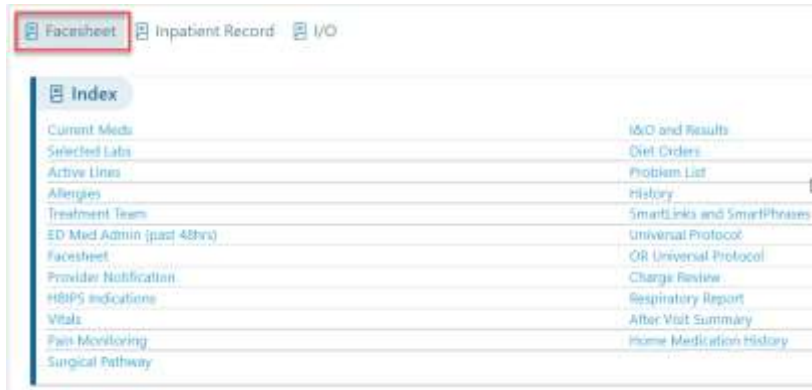 Facesheet Inpatient Record I/O
Index
Current Meds
Selected Labs
Active Lines
Allergies
Treatment Team
ED Med Admin (past 48hrs)
Facesheet
Provider Notification
HBIPS Indications
Vitals
Pain Monitoring
Surgical Pathway
I&O and Results
Diet Orders
Problem List
History
SmartLinks and SmartPhrases
Universal Protocol
OR Universal Protocol
Charge Review
Respiratory Report
After Visit Summary
Home Medication History